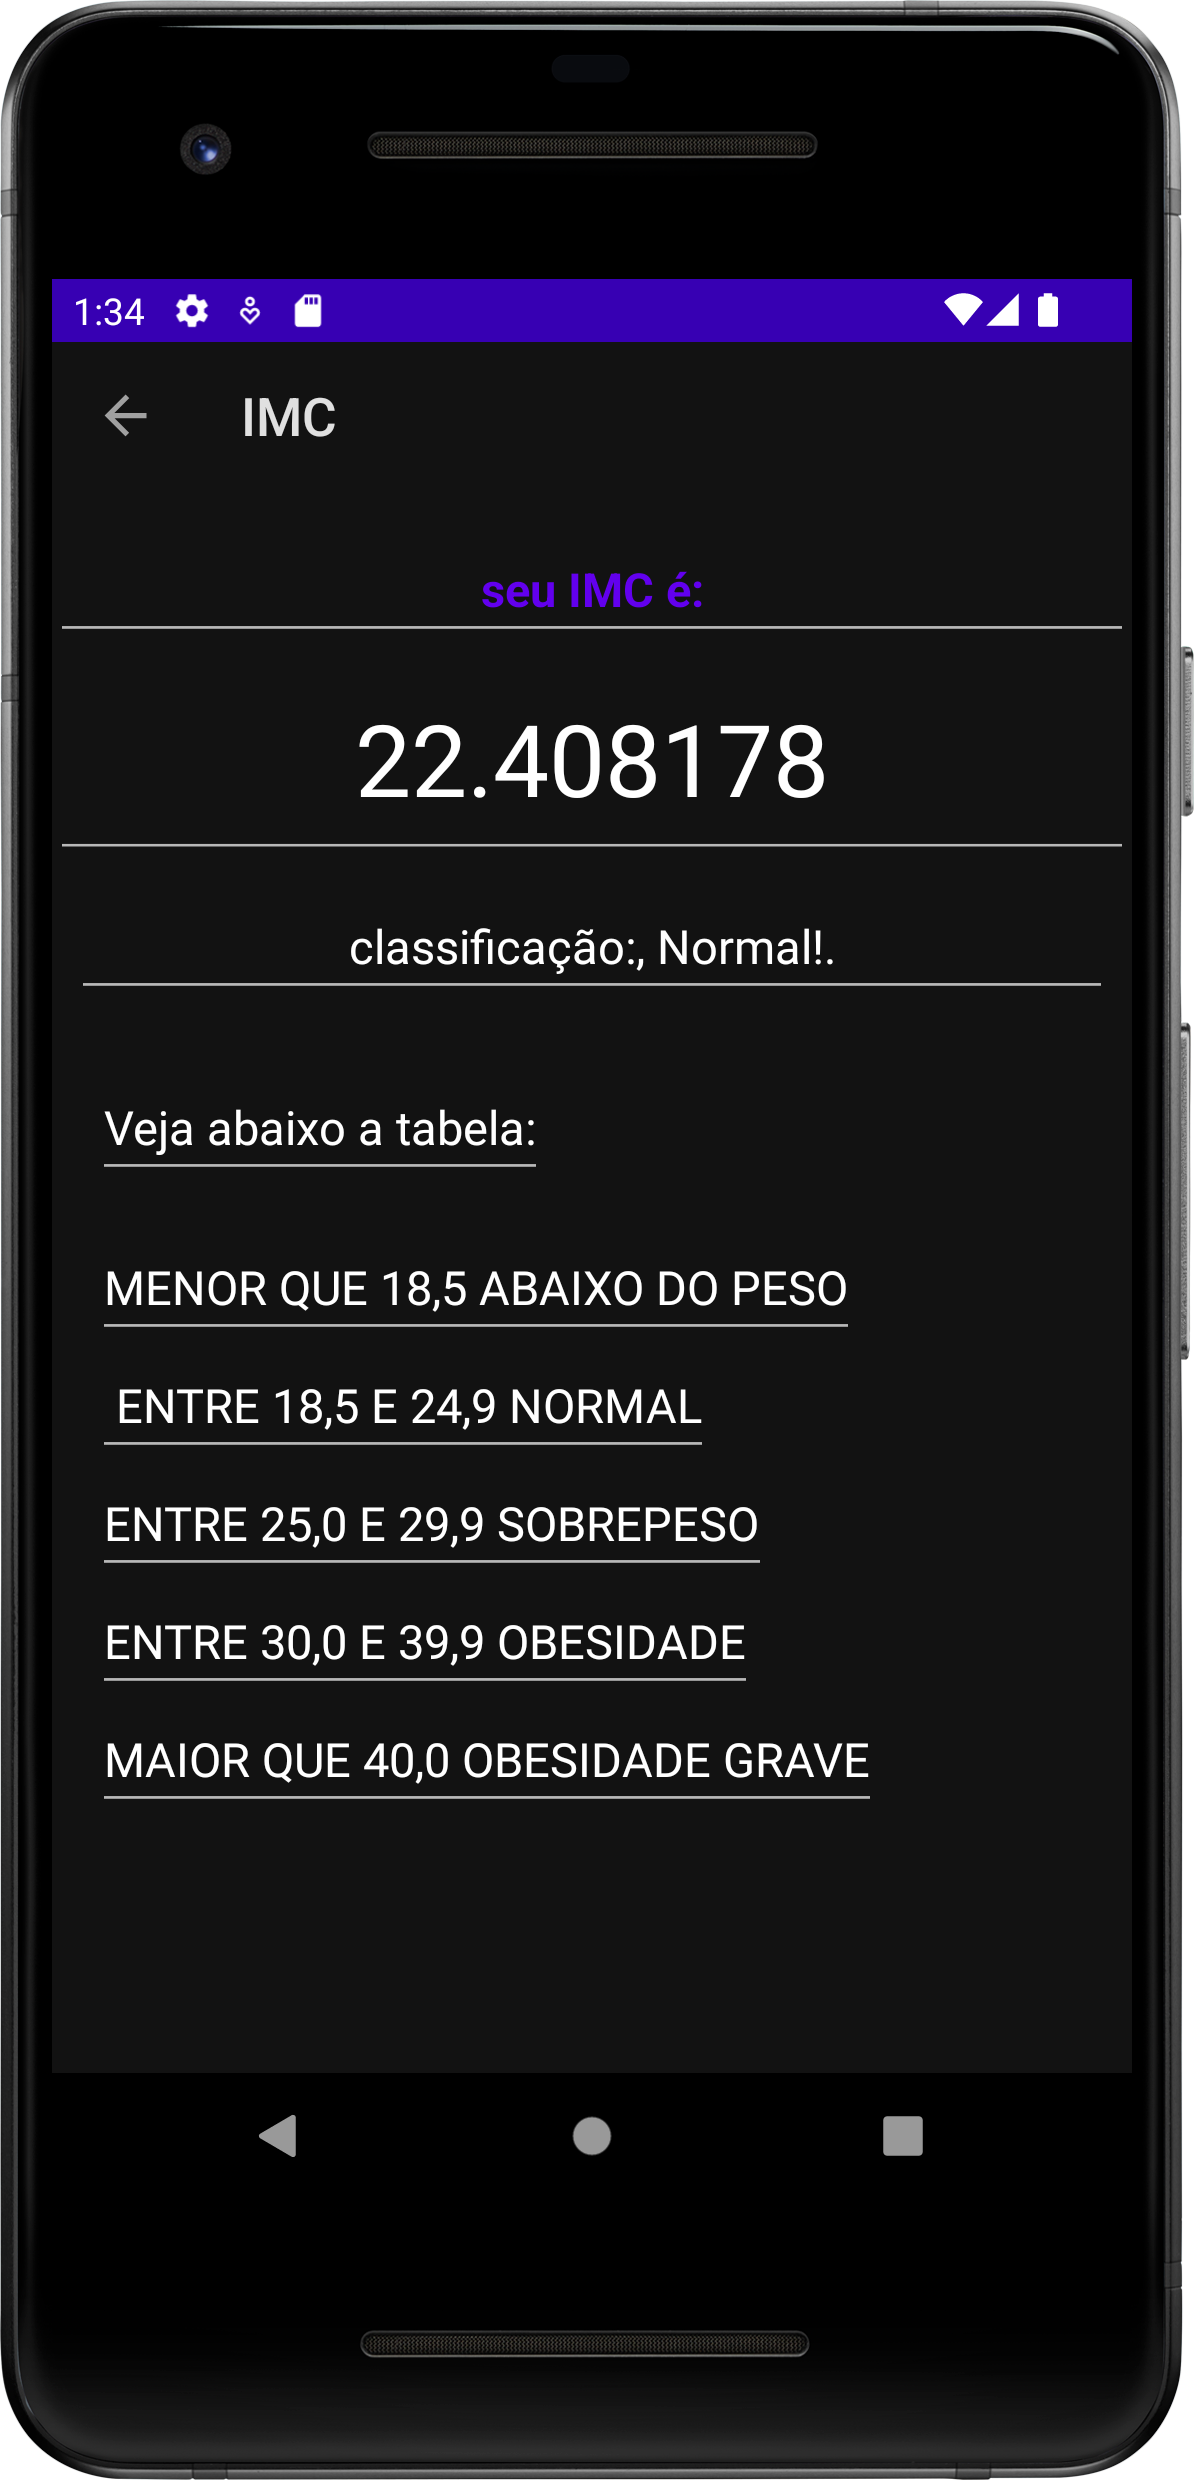 1:34
IMC
seu IMC é:
22.408178
classificação:, Normal!.
Veja abaixo a tabela:
MENOR QUE 18,5 ABAIXO DO PESO
ENTRE 18,5 E 24,9 NORMAL
ENTRE 25,0 E 29,9 SOBREPESO
ENTRE 30,0 E 39,9 OBESIDADE
MAIOR QUE 40,0 OBESIDADE GRAVE